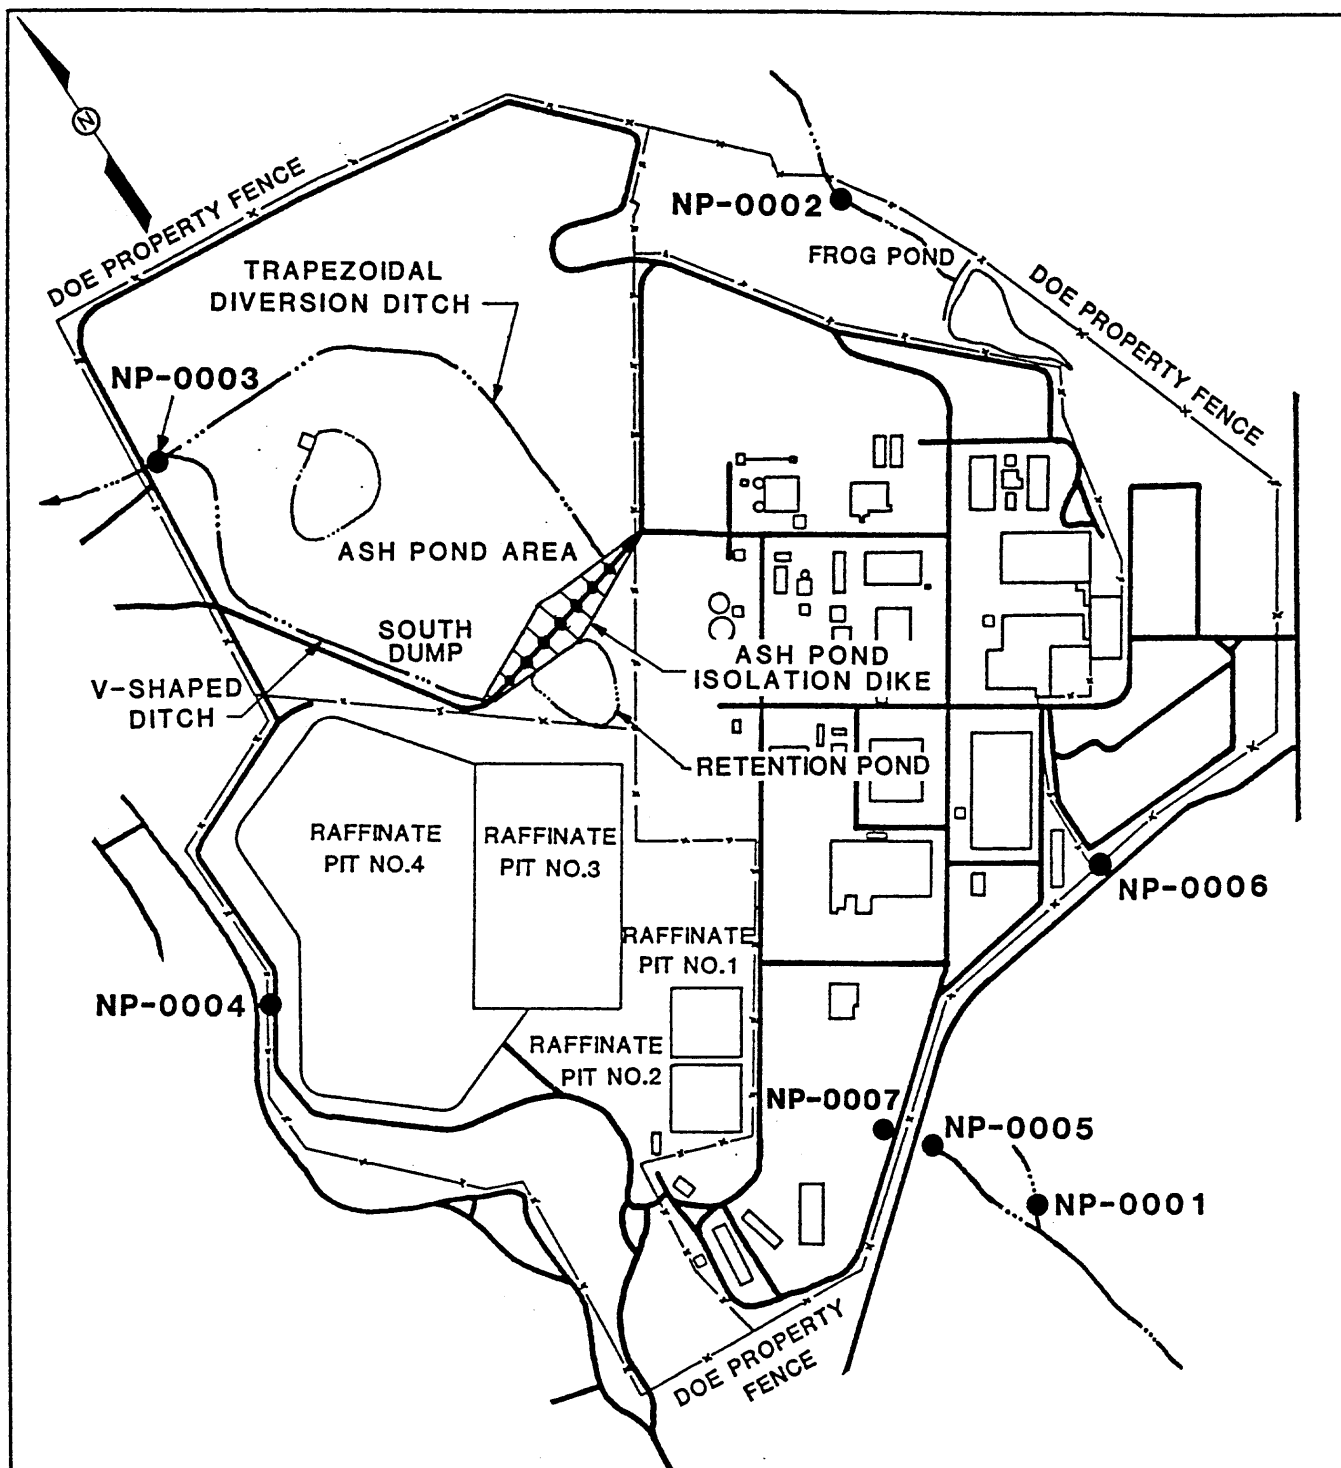 N
DOE PROPERTY FENCE
NP-0002
FROG POND
DOE PROPERTY FENCE
TRAPEZOIDAL
DIVERSION DITCH
NP-0003
ASH POND AREA
SOUTH
DUMP
ASH POND
ISOLATION DIKE
V-SHAPED
DITCH
RETENTION POND
RAFFINATE
PIT NO.4
RAFFINATE
PIT NO.3
NP-0006
RAFFINATE
PIT NO.1
NP-0004
RAFFINATE
PIT NO.2
NP-0007
NP-0005
NP-0001
DOE PROPERTY
FENCE